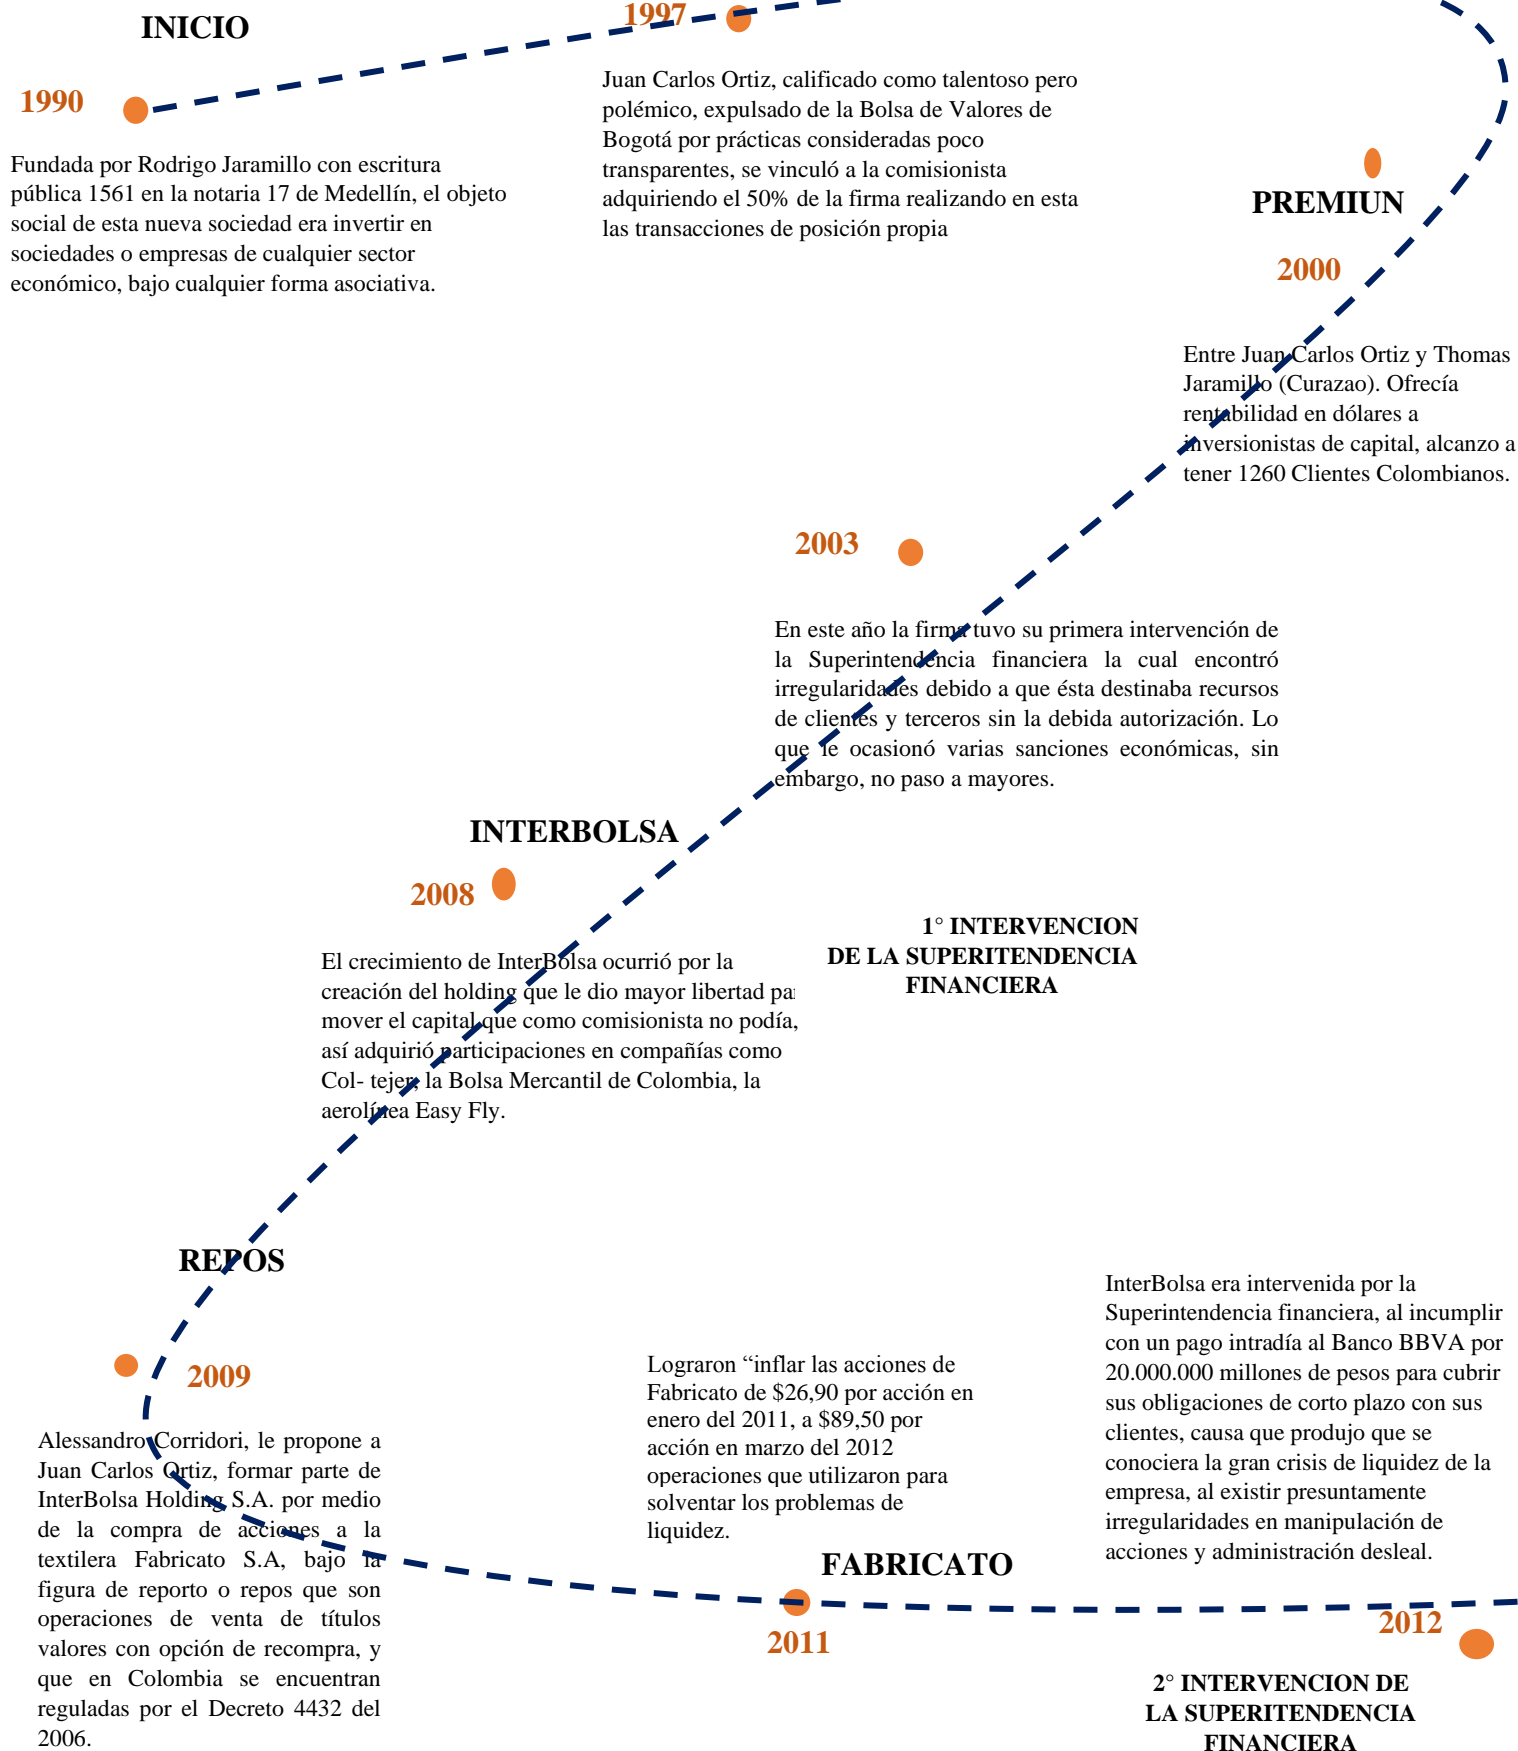 INICIO
1990
Fundada por Rodrigo Jaramillo con escritura
pública 1561 en la notaria 17 de Medellín, el objeto
social de esta nueva sociedad era invertir en
sociedades o empresas de cualquier sector
económico, bajo cualquier forma asociativa.
1997
Juan Carlos Ortiz, calificado como talentoso pero
polémico, expulsado de la Bolsa de Valores de
Bogotá por prácticas consideradas poco
transparentes, se vinculó a la comisionista
adquiriendo el 50% de la firma realizando en esta
las transacciones de posición propia
PREMIUN
2000
Entre Juan Carlos Ortiz y Thomas
Jaramillo (Curazao). Ofrecía
rentabilidad en dólares a
inversionistas de capital, alcanzo a
tener 1260 Clientes Colombianos.
2003
En este año la firma tuvo su primera intervención de
la Superintendencia financiera la cual encontró
irregularidades debido a que ésta destinaba recursos
de clientes y terceros sin la debida autorización. Lo
que le ocasionó varias sanciones económicas, sin
embargo, no paso a mayores.
1° INTERVENCION
DE LA SUPERITENDENCIA
FINANCIERA
INTERBOLSA
2008
El crecimiento de InterBolsa ocurrió por la
creación del holding que le dio mayor libertad pa
mover el capital que como comisionista no podía,
así adquirió participaciones en compañías como
Col- tejer, la Bolsa Mercantil de Colombia, la
aerolínea Easy Fly.
REPOS
2009
Alessandro Corridori, le propone a
Juan Carlos Ortiz, formar parte de
InterBolsa Holding S.A. por medio
de la compra de acciones a la
textilera Fabricato S.A, bajo la
figura de reporto o repos que son
operaciones de venta de títulos
valores con opción de recompra, y
que en Colombia se encuentran
reguladas por el Decreto 4432 del
2006.
Lograron “inflar las acciones de
Fabricato de $26,90 por acción en
enero del 2011, a $89,50 por
acción en marzo del 2012
operaciones que utilizaron para
solventar los problemas de
liquidez.
FABRICATO
2011
InterBolsa era intervenida por la
Superintendencia financiera, al incumplir
con un pago intradía al Banco BBVA por
20.000.000 millones de pesos para cubrir
sus obligaciones de corto plazo con sus
clientes, causa que produjo que se
conociera la gran crisis de liquidez de la
empresa, al existir presuntamente
irregularidades en manipulación de
acciones y administración desleal.
2012
2° INTERVENCION DE
LA SUPERITENDENCIA
FINANCIERA